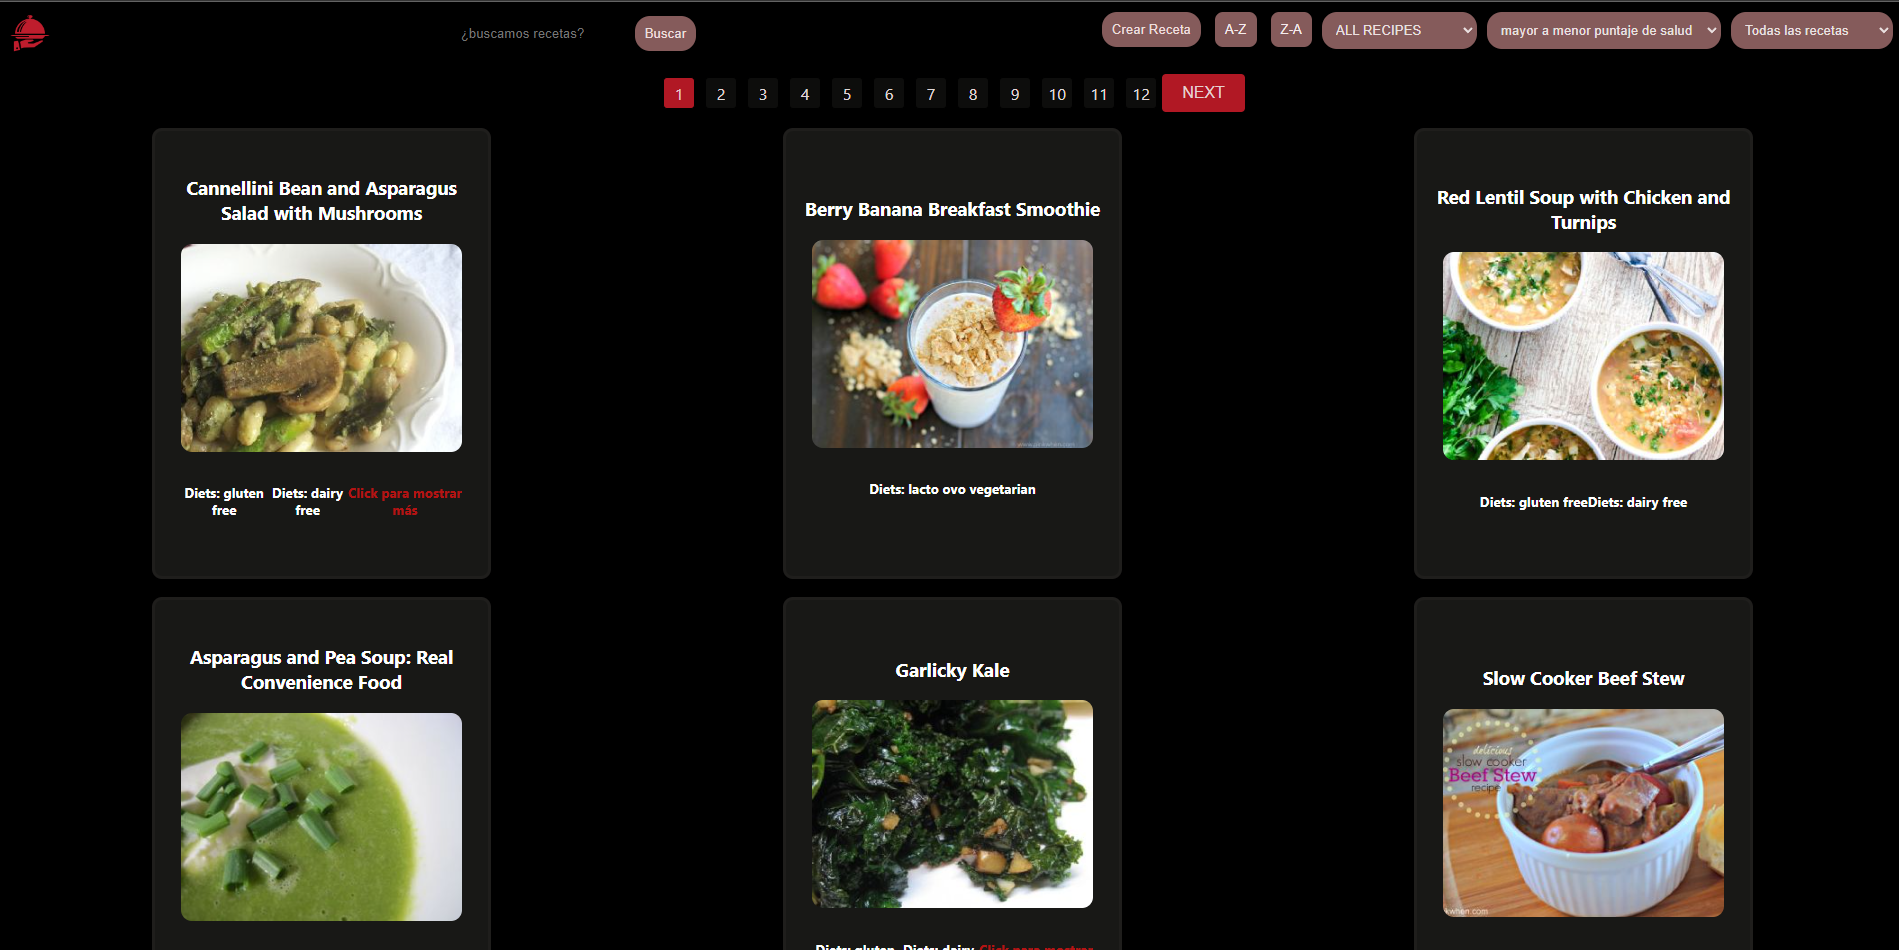 ¿buscamos recetas?
Buscar
Crear Receta
A-Z
Z-A
ALL RECIPES
mayor a menor puntaje de salud
Todas las recetas
1 2 3 4 5 6 7 8 9 10 11 12 NEXT
Cannellini Bean and Asparagus
Salad with Mushrooms
Diets: gluten
free
Diets: dairy
free
Click para mostrar
más
Berry Banana Breakfast Smoothie
Diets: lacto ovo vegetarian
Red Lentil Soup with Chicken and
Turnips
Diets: gluten freeDiets: dairy free
Asparagus and Pea Soup: Real
Convenience Food
Garlicky Kale
Diets: gluten
Diets: dairy
Click para mostrar
Slow Cooker Beef Stew
delicious
slow cooker
Beef Stew
recipe